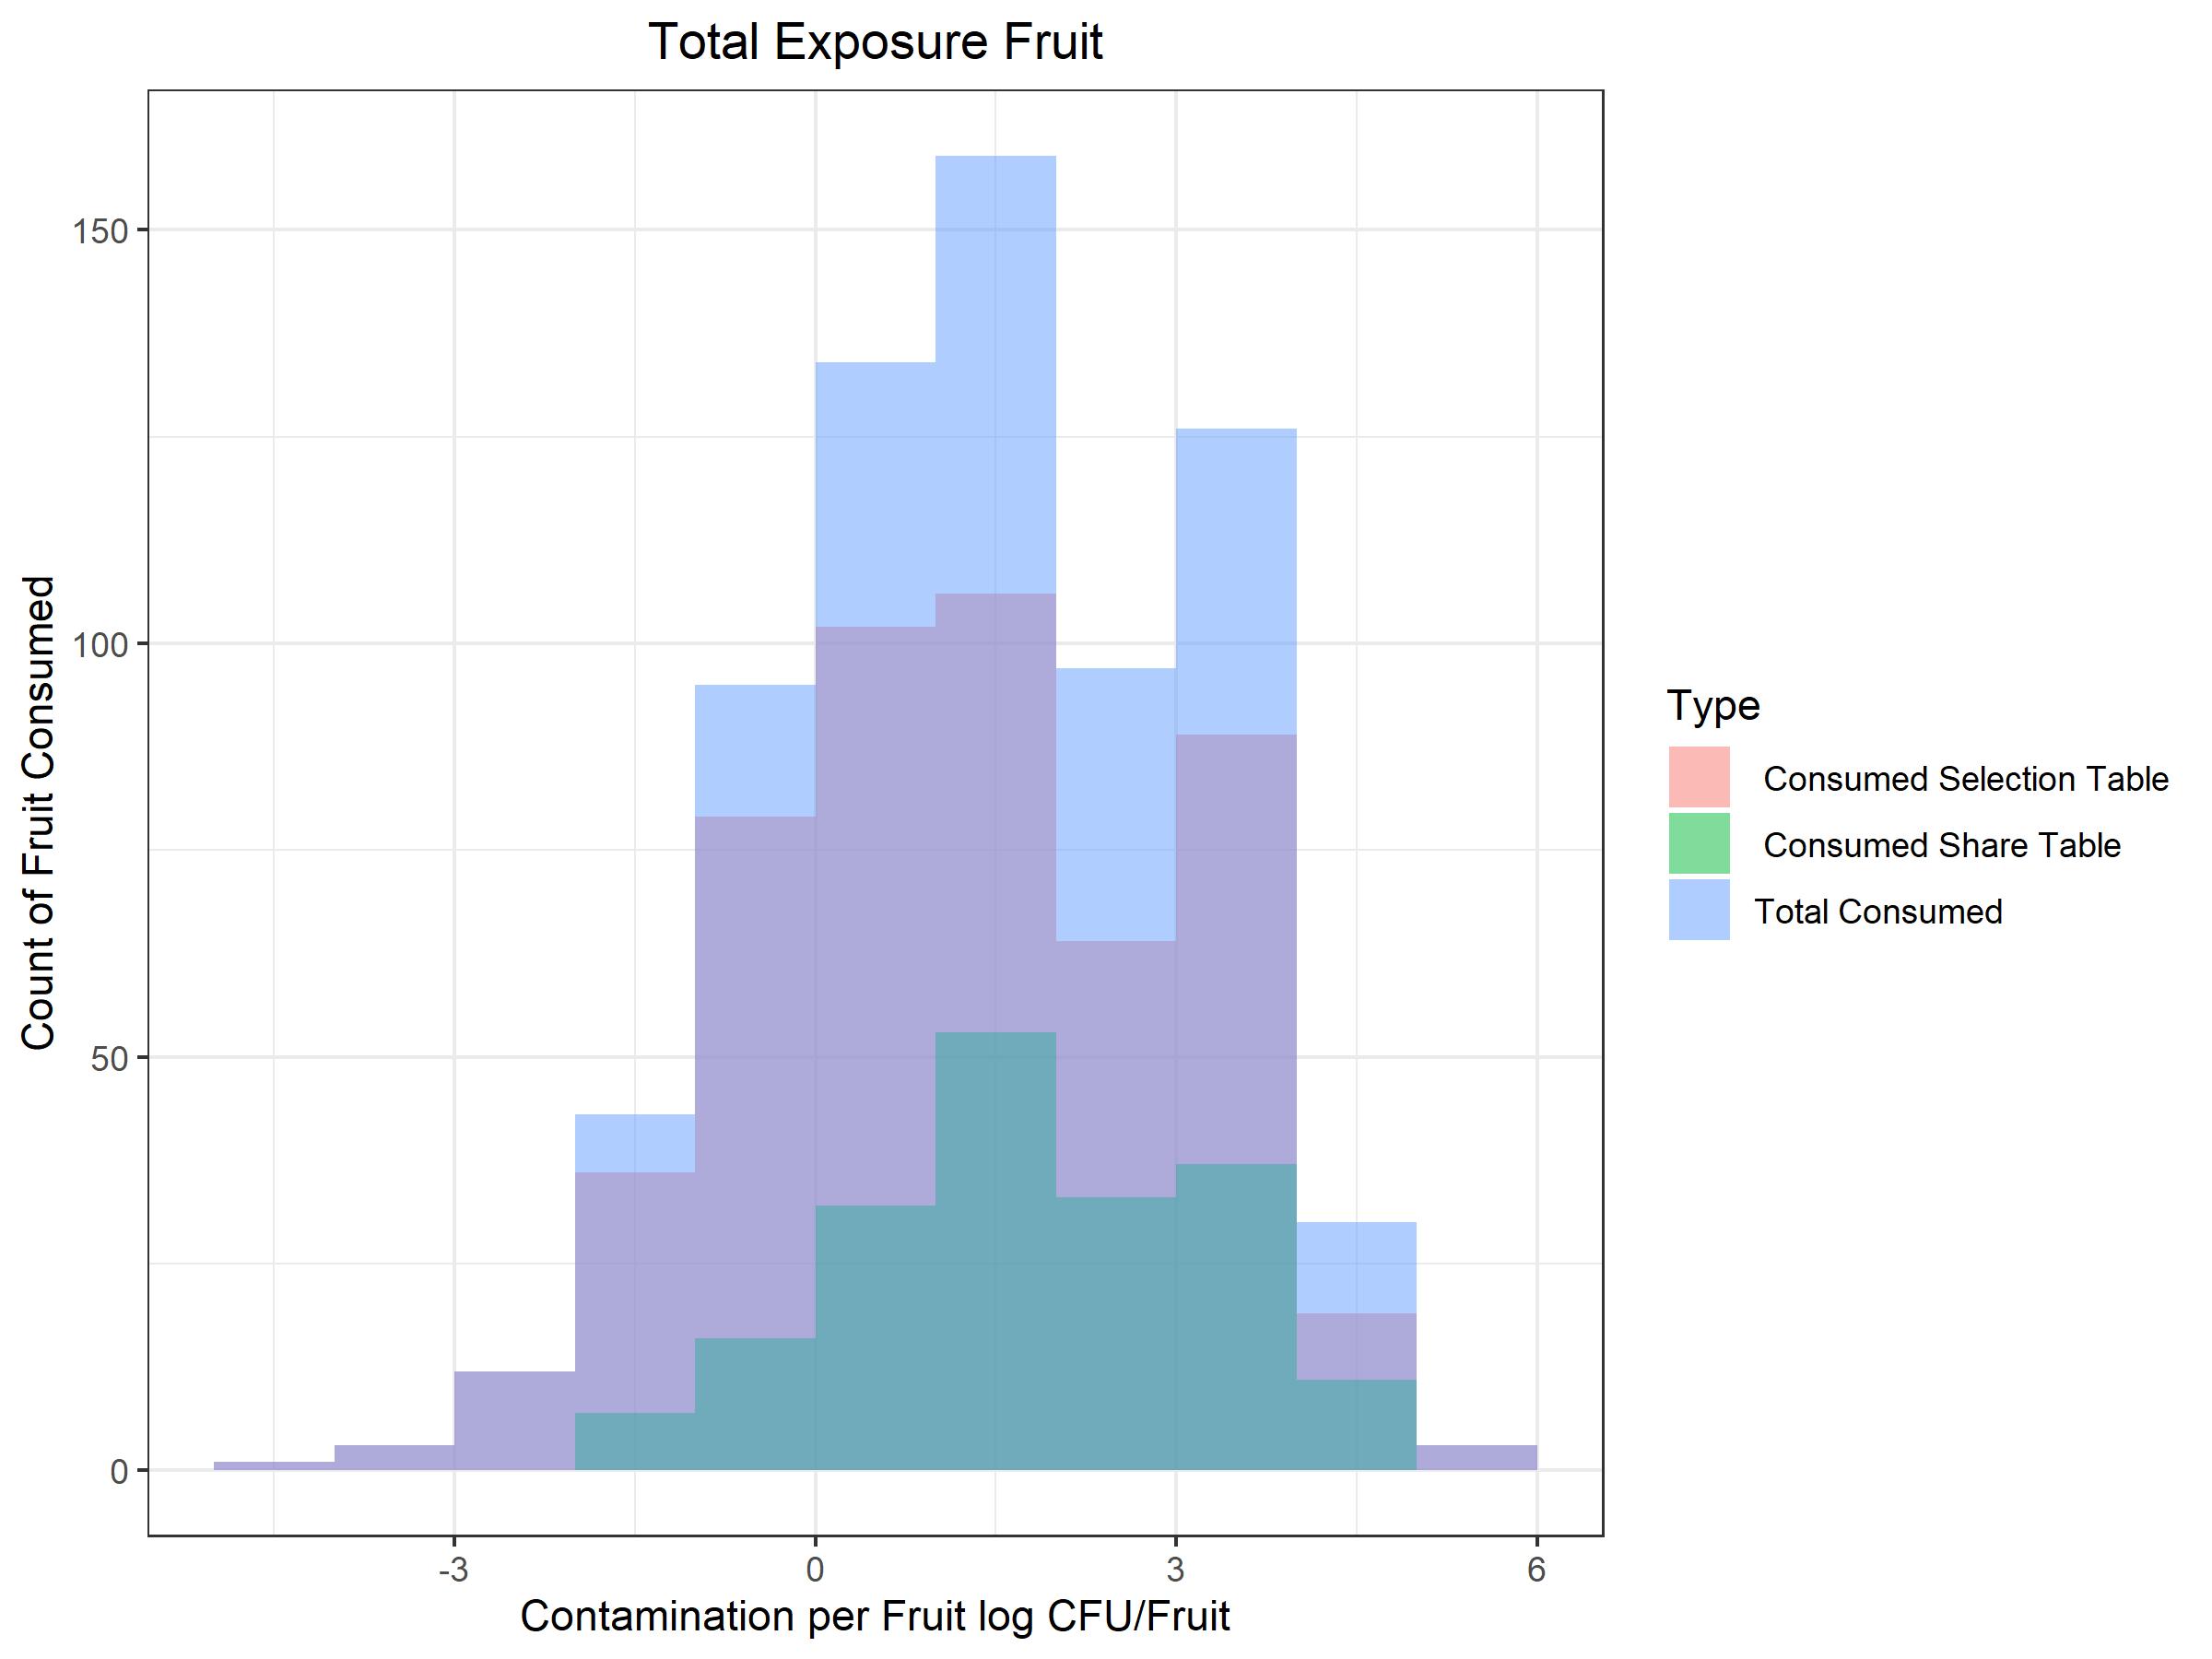 Total Exposure Fruit
Count of Fruit Consumed
150
100
50
0
-3
0
3
6
Contamination per Fruit log CFU/Fruit
Type
Consumed Selection Table
Consumed Share Table
Total Consumed